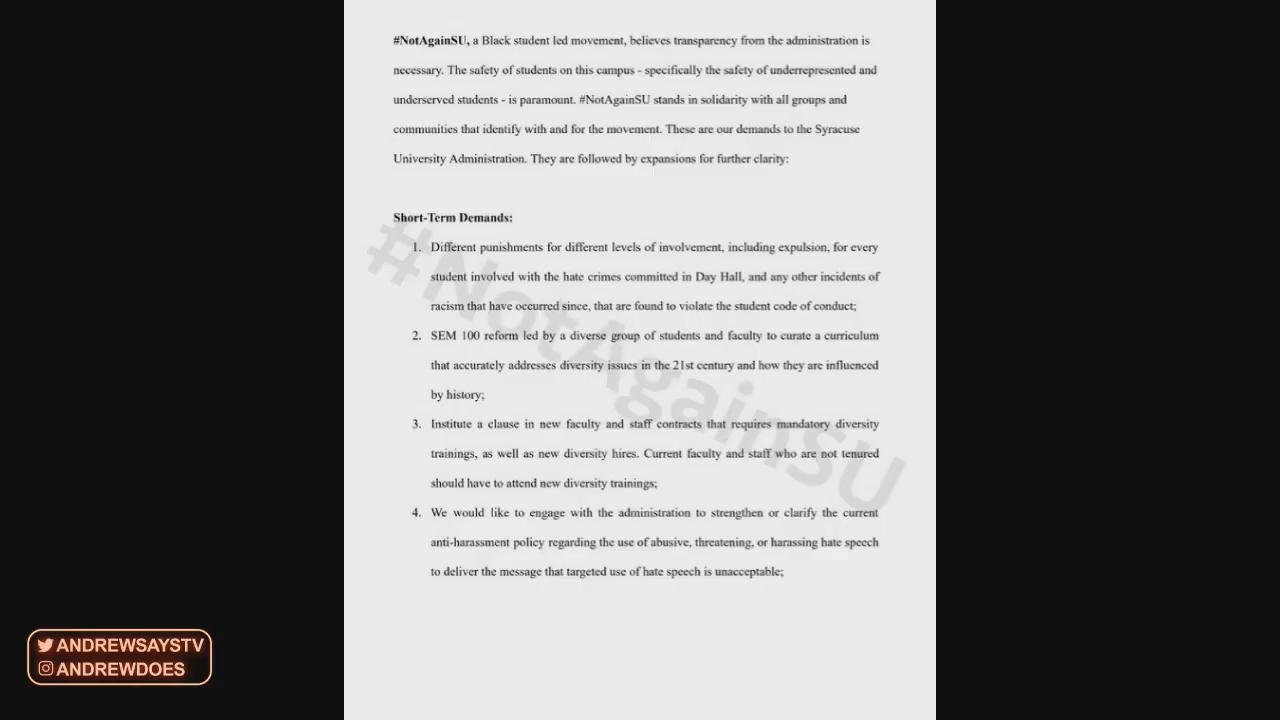 #NotAgainSU, a Black student led movement, believes transparency from the administration is
necessary. The safety of students on this campus - specifically the safety of underrepresented and
underserved students - is paramount. #NotAgainSU stands in solidarity with all groups and
communities that identify with and for the movement. These are our demands to the Syracuse
University Administration. They are followed by expansions for further clarity:
Short-Term Demands:
1. Different punishments for different levels of involvement, including expulsion, for every
student involved with the hate crimes committed in Day Hall, and any other incidents of
racism that have occurred since, that are found to violate the student code of conduct;
2. SEM 100 reform led by a diverse group of students and faculty to curate a curriculum
that accurately addresses diversity issues in the 21st century and how they are influenced
by history;
3. Institute a clause in new faculty and staff contracts that requires mandatory diversity
trainings, as well as new diversity hires. Current faculty and staff who are not tenured
should have to attend new diversity trainings;
4. We would like to engage with the administration to strengthen or clarify the current
anti-harassment policy regarding the use of abusive, threatening, or harassing hate speech
to deliver the message that targeted use of hate speech is unacceptable;
#NotAgainSU
ANDREWSAYSTV
ANDREWDOES